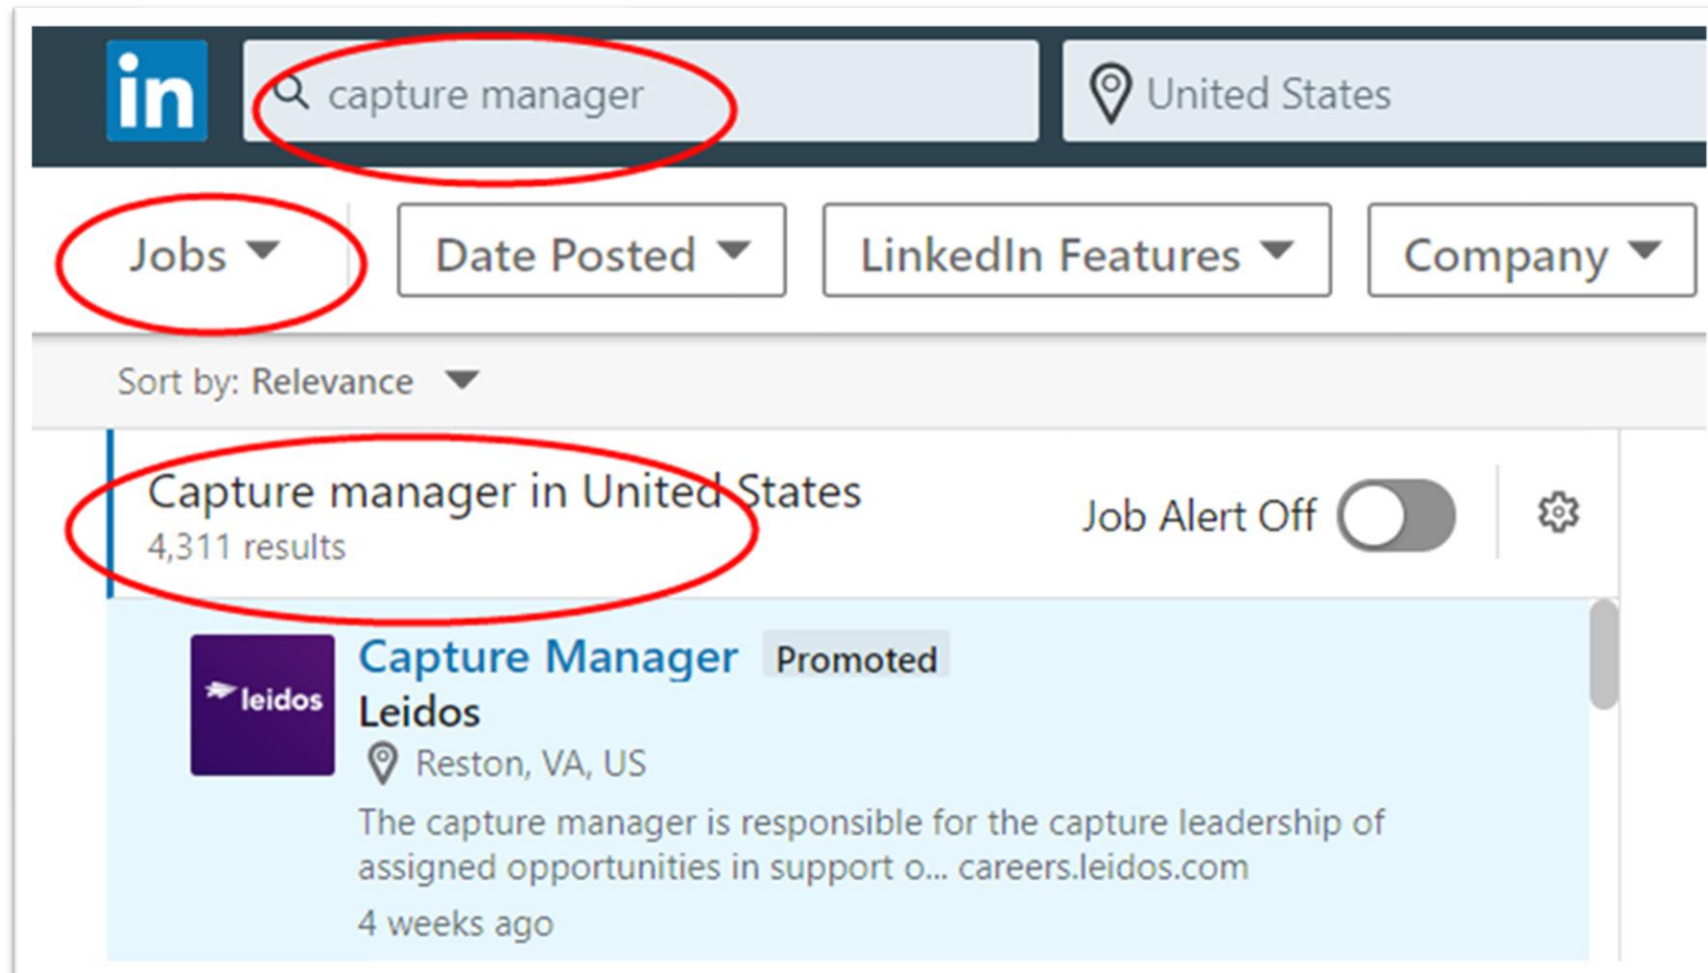 in capture manager United States
Jobs Date Posted LinkedIn Features Company
Sort by: Relevance
Capture manager in United States
4,311 results
Job Alert Off
leidos
Capture Manager Promoted
Leidos
Reston, VA, US
The capture manager is responsible for the capture leadership of
assigned opportunities in support o... careers.leidos.com
4 weeks ago